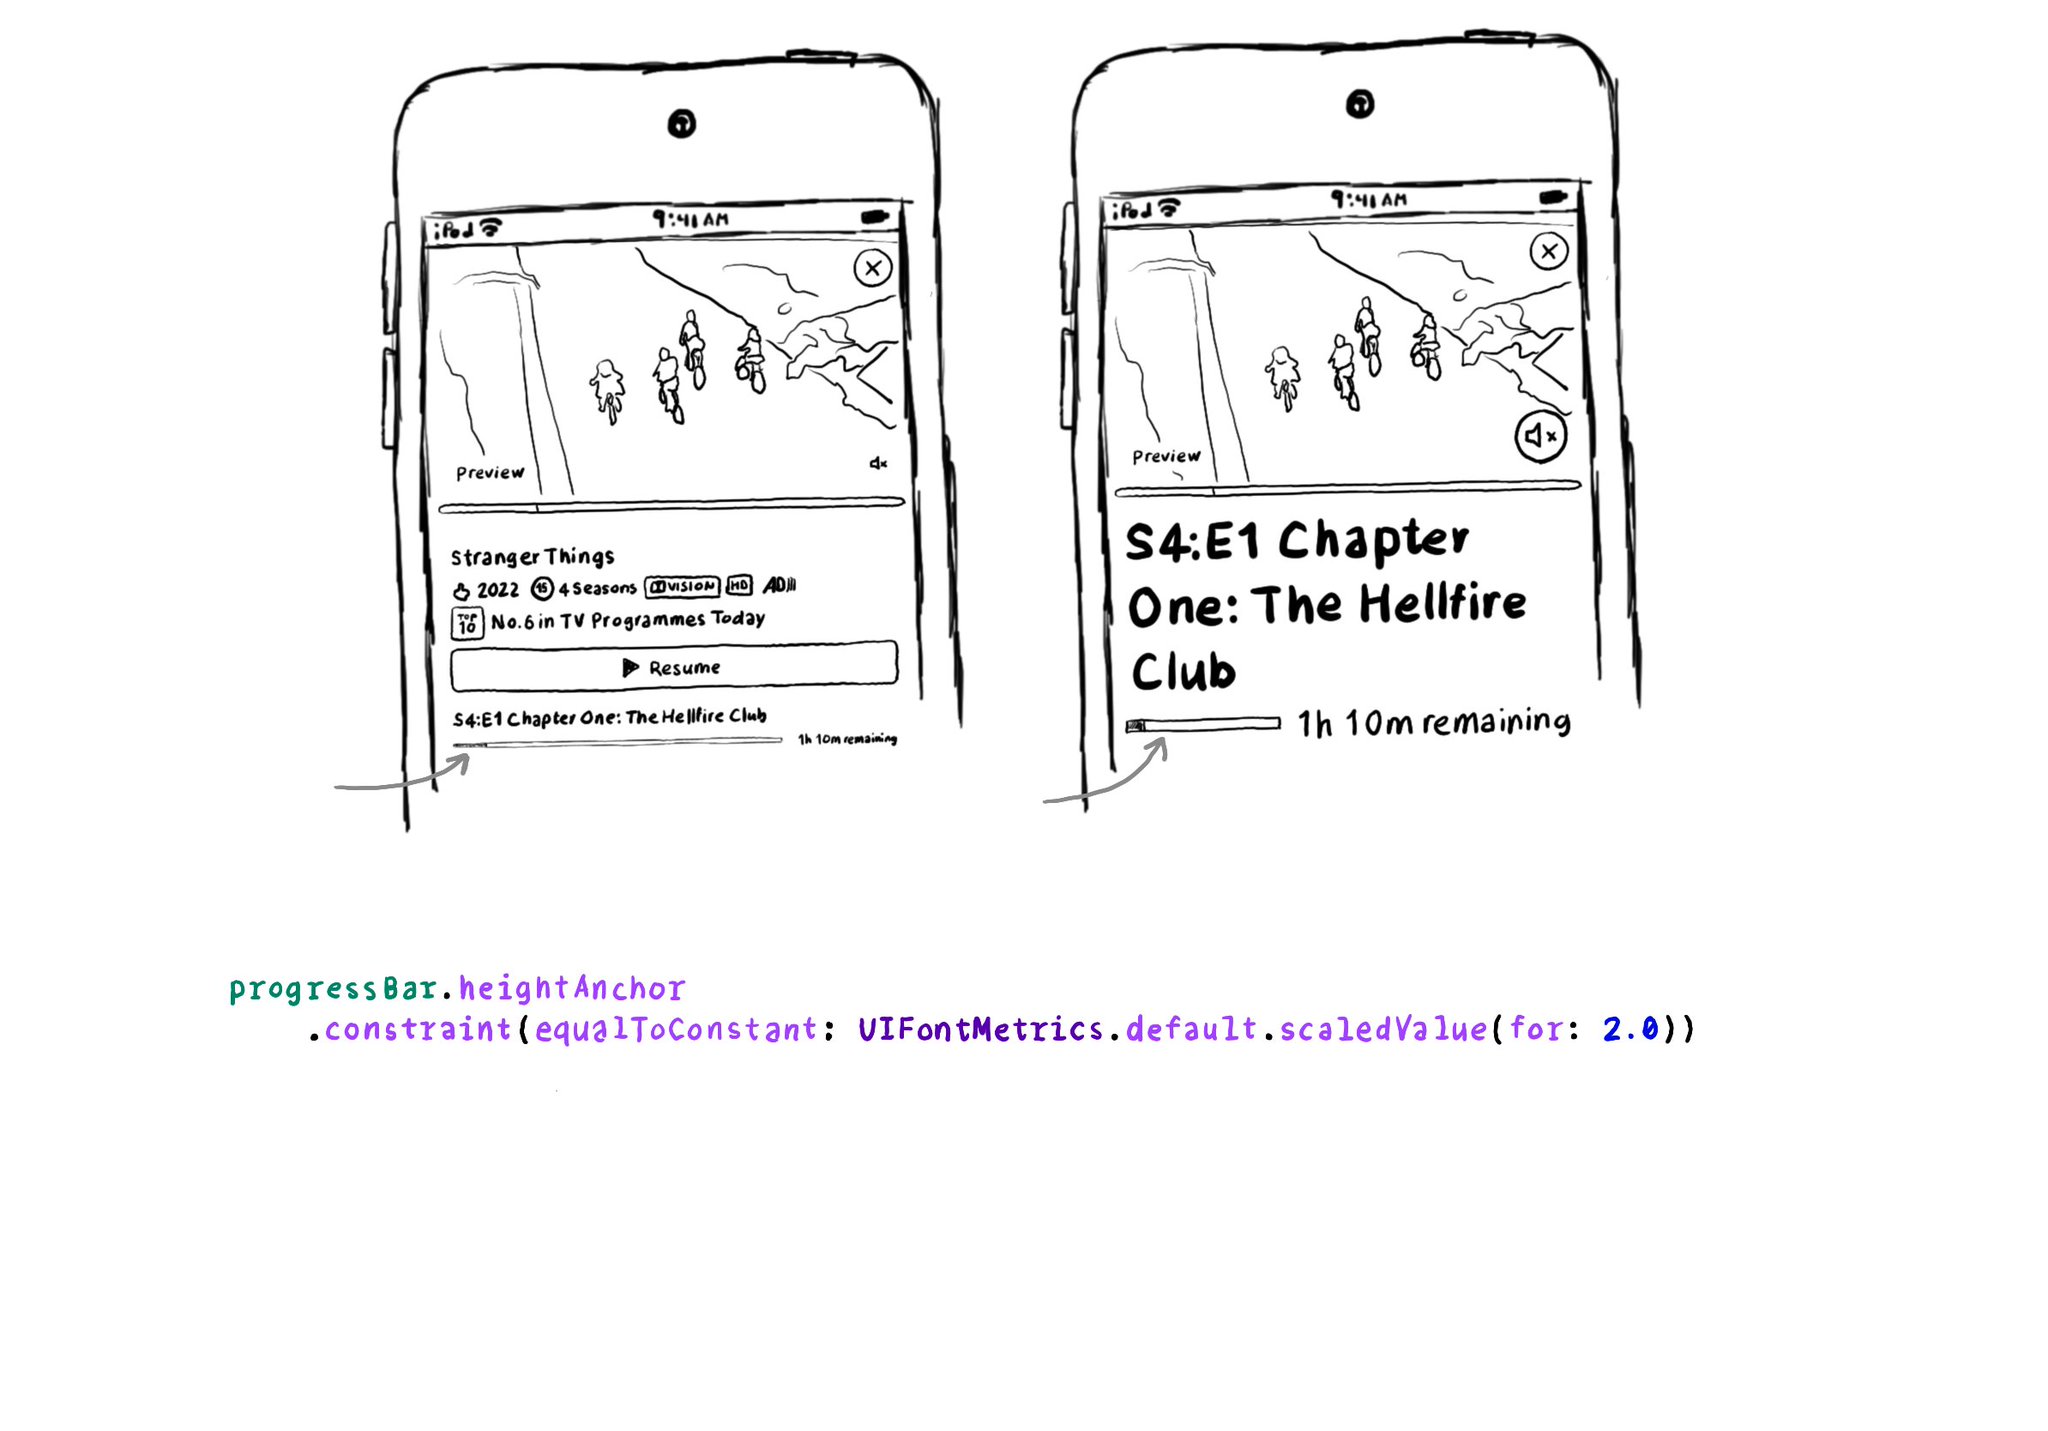 iPod 9:41 AM
Preview
Stranger Things
2022 15 4 Seasons VISION HD AD
TOP 10 No.6 in TV Programmes Today
Resume
S4:E1 Chapter One: The Hellfire Club
1h 10m remaining
iPod 9:41 AM
Preview
S4:E1 Chapter
One: The Hellfire
Club
1h 10m remaining
progressBar.heightAnchor
.constraint(equalToConstant: UIFontMetrics.default.scaledValue(for: 2.0))